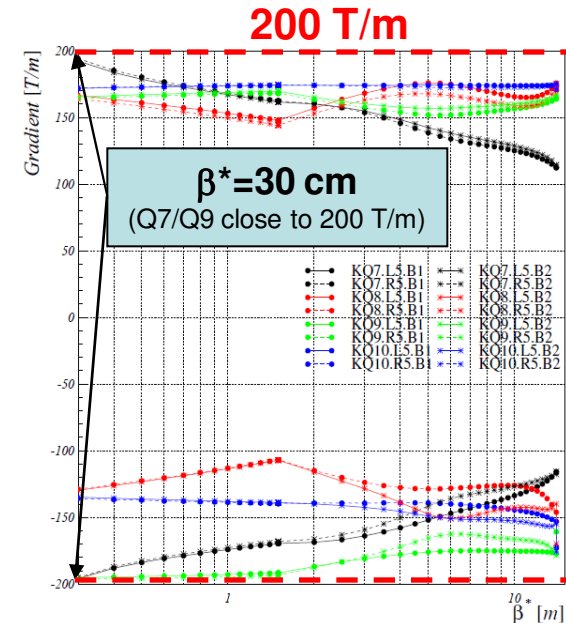 200 T/m
Gradient [T/m]
200
150
100
50
0
-50
-100
-150
-200
β*=30 cm
(Q7/Q9 close to 200 T/m)
KQ7.L5.B1 KQ7.L5.B2
KQ7.R5.B1 KQ7.R5.B2
KQ8.L5.B1 KQ8.L5.B2
KQ8.R5.B1 KQ8.R5.B2
KQ9.L5.B1 KQ9.L5.B2
KQ9.R5.B1 KQ9.R5.B2
KQ10.L5.B1 KQ10.L5.B2
KQ10.R5.B1 KQ10.R5.B2
1 10
β* [m]